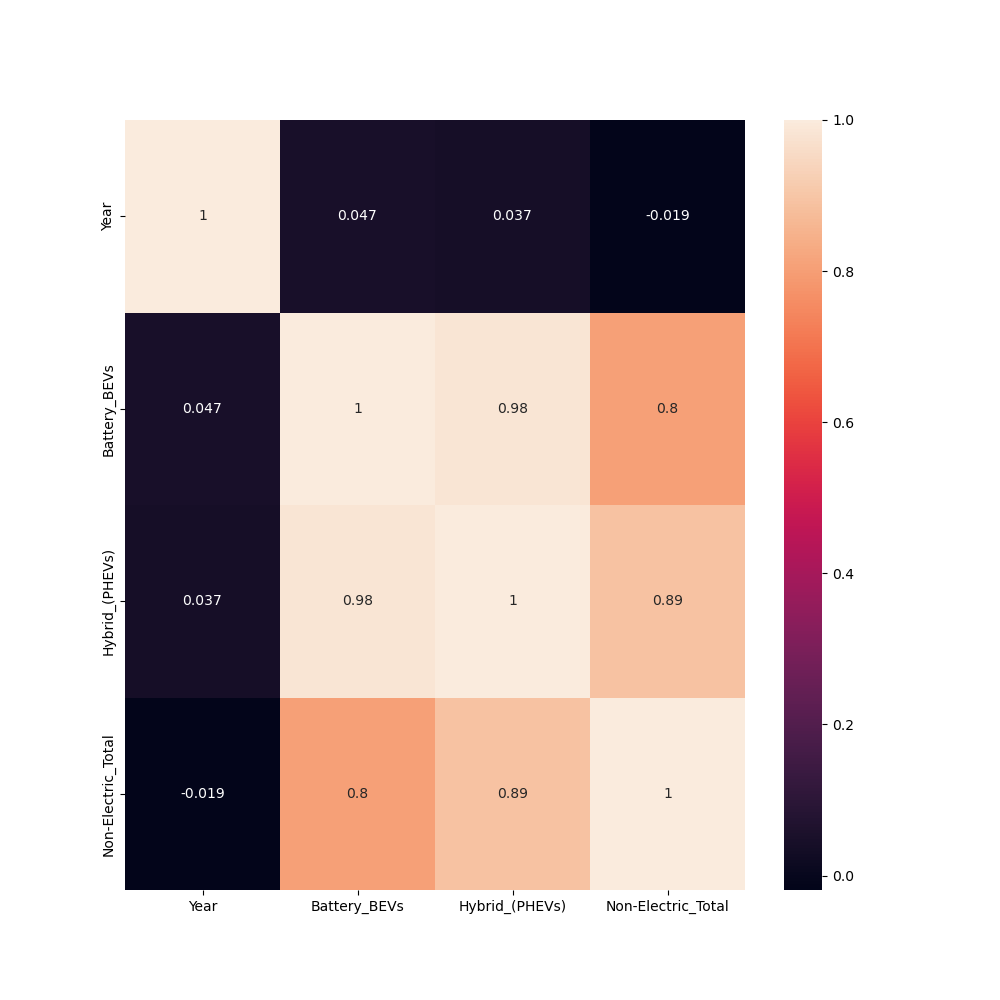 Year 1 0.047 0.037 -0.019
Battery_BEVs 0.047 1 0.98 0.8
Hybrid_(PHEVs) 0.037 0.98 1 0.89
Non-Electric_Total -0.019 0.8 0.89 1
Year Battery_BEVs Hybrid_(PHEVs) Non-Electric_Total
1.0
0.8
0.6
0.4
0.2
0.0